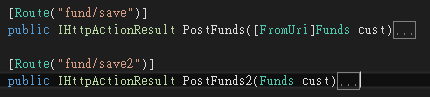 [Route("fund/save")]
public IHttpActionResult PostFunds([FromUri]Funds cust)...
[Route("fund/save2")]
public IHttpActionResult PostFunds2(Funds cust)...